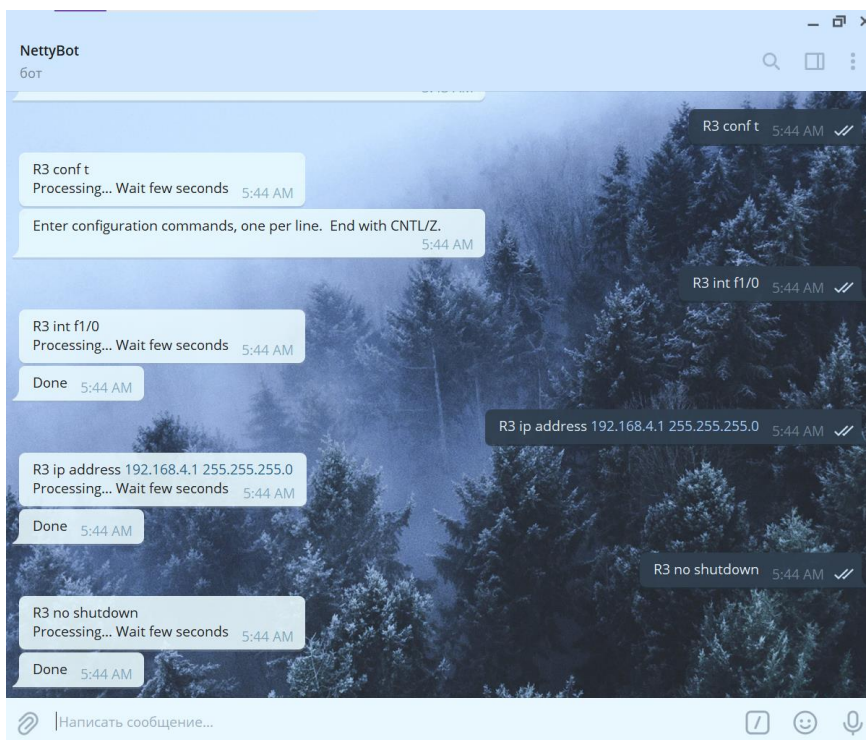 NettyBot
бот
R3 conf t 5:44 AM
R3 conf t
Processing... Wait few seconds 5:44 AM
Enter configuration commands, one per line. End with CNTL/Z.
5:44 AM
R3 int f1/0 5:44 AM
R3 int f1/0
Processing... Wait few seconds 5:44 AM
Done 5:44 AM
R3 ip address 192.168.4.1 255.255.255.0 5:44 AM
R3 ip address 192.168.4.1 255.255.255.0
Processing... Wait few seconds 5:44 AM
Done 5:44 AM
R3 no shutdown 5:44 AM
R3 no shutdown
Processing... Wait few seconds 5:44 AM
Done 5:44 AM
Написать сообщение...